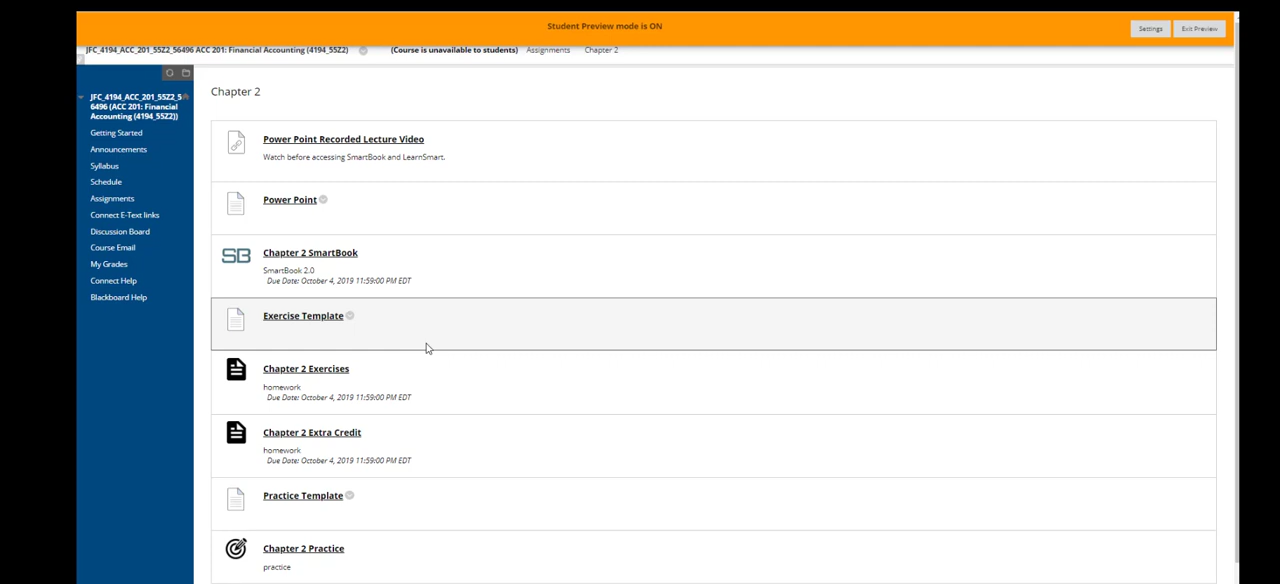 Student Preview mode is ON
Settings
Exit Preview
JFC_4194_ACC_201_55Z2_56496 ACC 201: Financial Accounting (4194_55Z2)
(Course is unavailable to students)
Assignments
Chapter 2
JFC_4194_ACC_201_55Z2_5
6496 (ACC 201: Financial
Accounting (4194_55Z2))
Getting Started
Announcements
Syllabus
Schedule
Assignments
Connect E-Text links
Discussion Board
Course Email
My Grades
Connect Help
Blackboard Help
Chapter 2
Power Point Recorded Lecture Video
Watch before accessing SmartBook and LearnSmart.
Power Point
SB
Chapter 2 SmartBook
SmartBook 2.0
Due Date: October 4, 2019 11:59:00 PM EDT
Exercise Template
Chapter 2 Exercises
homework
Due Date: October 4, 2019 11:59:00 PM EDT
Chapter 2 Extra Credit
homework
Due Date: October 4, 2019 11:59:00 PM EDT
Practice Template
Chapter 2 Practice
practice